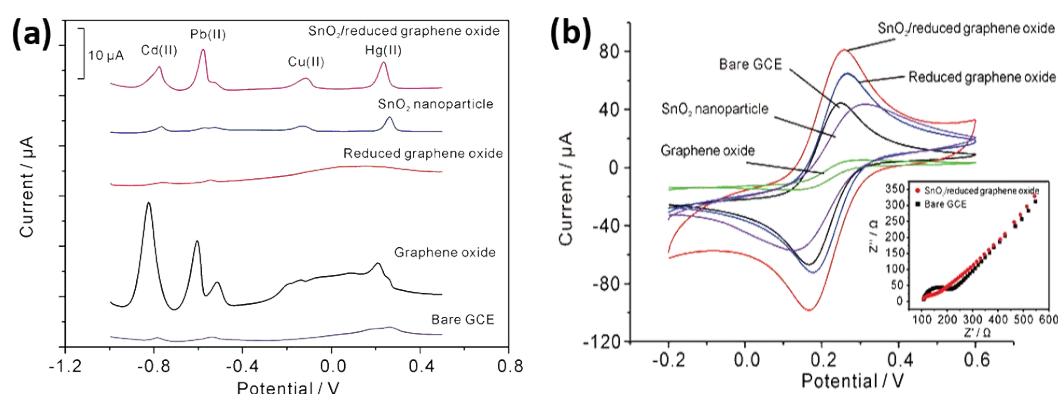 (a)
10 µA
Cd(II)
Pb(II)
Cu(II)
Hg(II)
SnO₂/reduced graphene oxide
SnO₂ nanoparticle
Reduced graphene oxide
Graphene oxide
Bare GCE
Current / µA
-1.2
-0.8
-0.4
0.0
0.4
0.8
Potential / V
(b)
80
40
0
-40
-80
-120
Current / µA
SnO₂/reduced graphene oxide
Bare GCE
Reduced graphene oxide
SnO₂ nanoparticle
Graphene oxide
-0.2
0.0
0.2
0.4
0.6
Potential / V
350
300
250
200
150
100
50
0
Z'' / Ω
SnO₂/reduced graphene oxide
Bare GCE
0 100 200 300 400 500 600
Z' / Ω